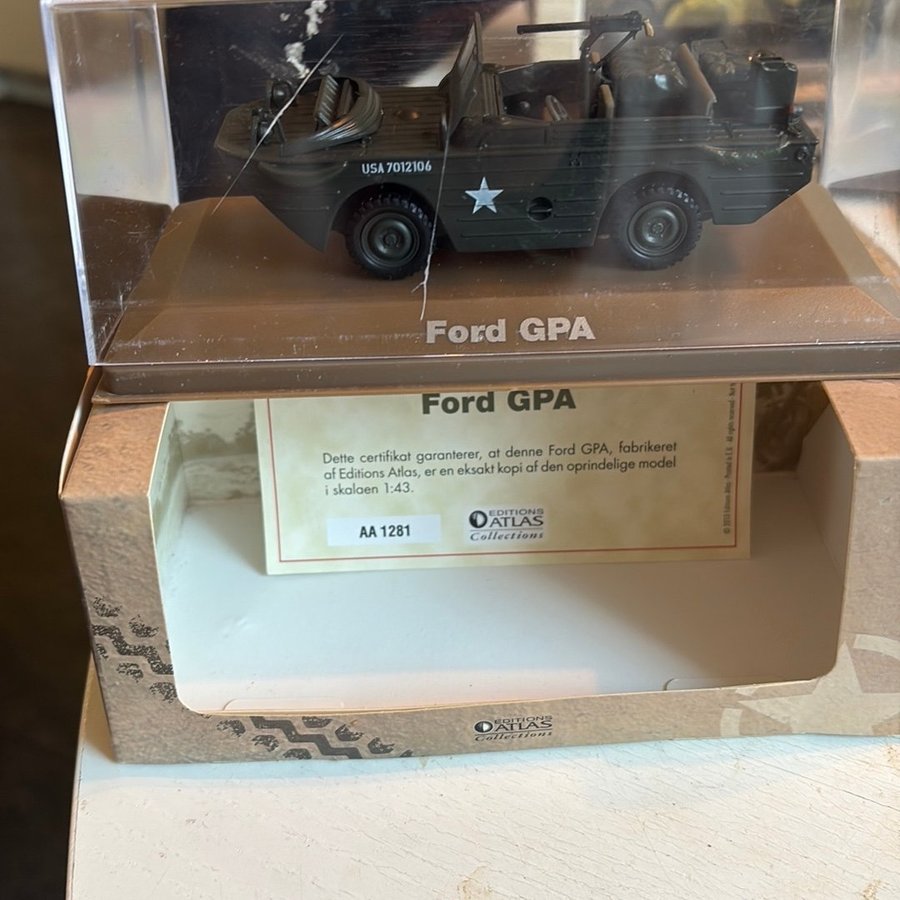 USA 7012106
Ford GPA
Ford GPA
Dette certifikat garanterer, at denne Ford GPA, fabrikeret
af Editions Atlas, er en eksakt kopi af den oprindelige model
i skalaen 1:43.
AA 1281
EDITIONS
ATLAS
Collections
EDITIONS
ATLAS
Collections